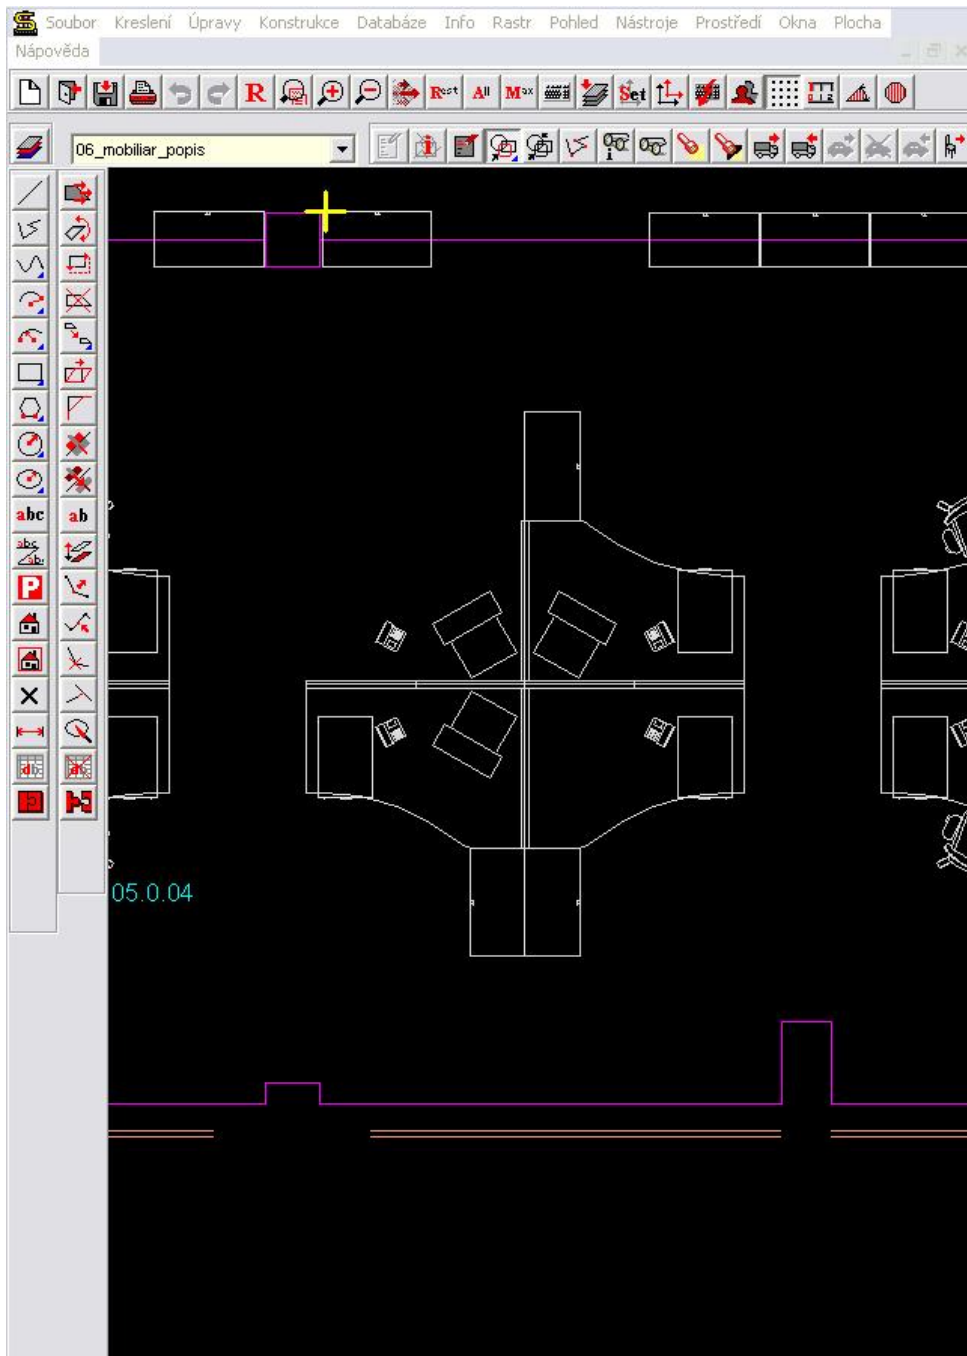 Soubor Kreslení Úpravy Konstrukce Databáze Info Rastr Pohled Nástroje Prostředí Okna Plocha
Nápověda
R Rest All Max Set
06_mobiliar_popis
abc ab
abc
P
05.0.04